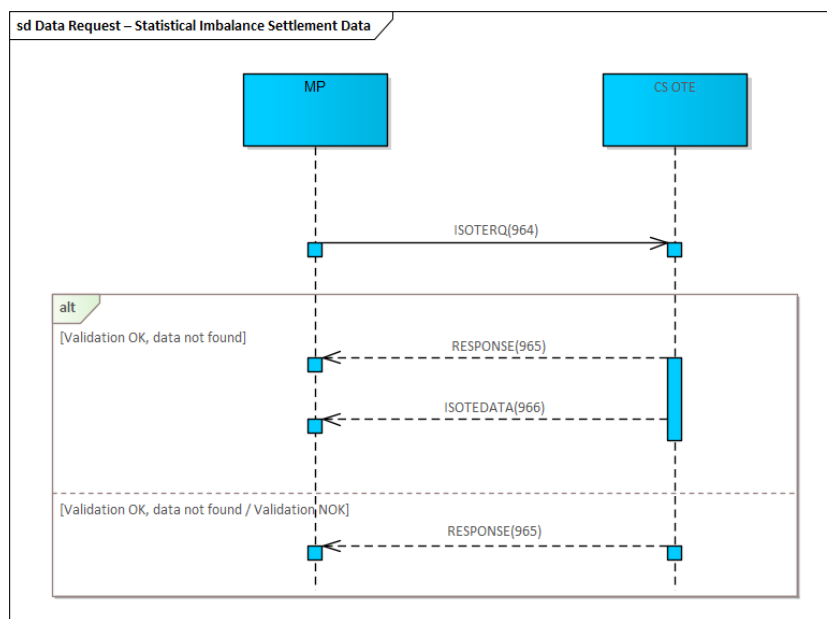 sd Data Request – Statistical Imbalance Settlement Data
MP
CS OTE
ISOTERQ(964)
alt
[Validation OK, data not found]
RESPONSE(965)
ISOTEDATA(966)
[Validation OK, data not found / Validation NOK]
RESPONSE(965)